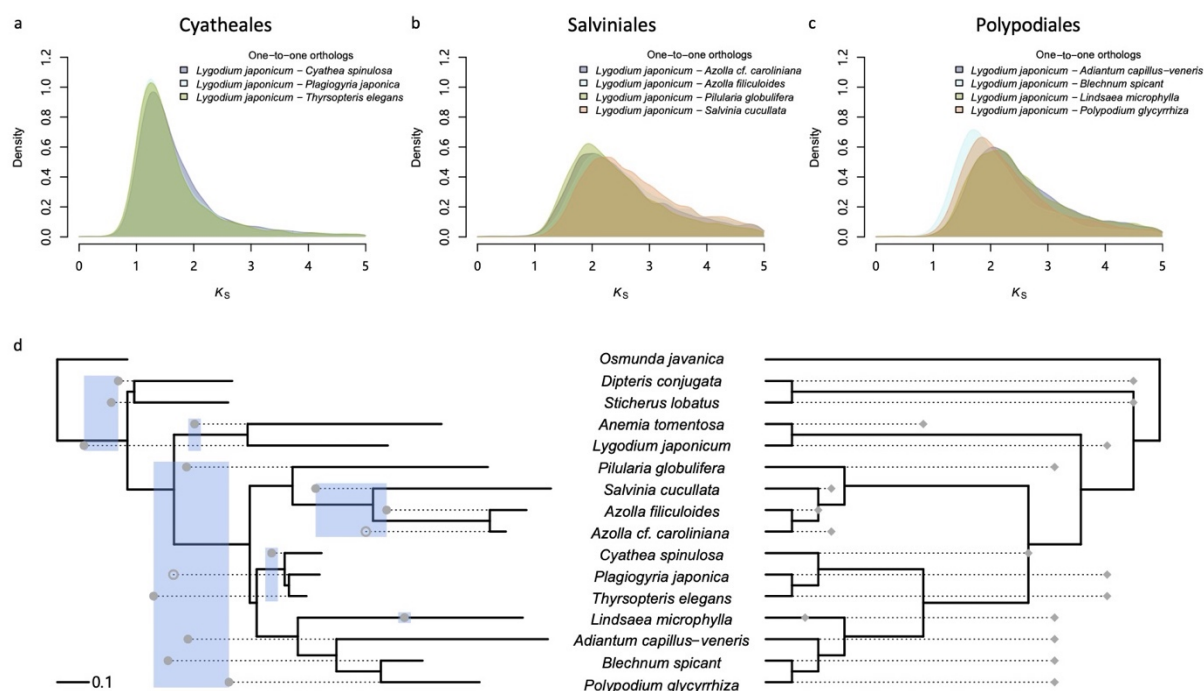 a
Cyatheales
One-to-one orthologs
Lygodium japonicum − Cyathea spinulosa
Lygodium japonicum − Plagiogyria japonica
Lygodium japonicum − Thyrsopteris elegans
Density
0.0 0.2 0.4 0.6 0.8 1.0 1.2
0 1 2 3 4 5
KS
b
Salviniales
One-to-one orthologs
Lygodium japonicum − Azolla cf. caroliniana
Lygodium japonicum − Azolla filiculoides
Lygodium japonicum − Pilularia globulifera
Lygodium japonicum − Salvinia cucullata
Density
0.0 0.2 0.4 0.6 0.8 1.0 1.2
0 1 2 3 4 5
KS
c
Polypodiales
One-to-one orthologs
Lygodium japonicum − Adiantum capillus−veneris
Lygodium japonicum − Blechnum spicant
Lygodium japonicum − Lindsaea microphylla
Lygodium japonicum − Polypodium glycyrrhiza
Density
0.0 0.2 0.4 0.6 0.8 1.0 1.2
0 1 2 3 4 5
KS
d
Osmunda javanica
Dipteris conjugata
Sticherus lobatus
Anemia tomentosa
Lygodium japonicum
Pilularia globulifera
Salvinia cucullata
Azolla filiculoides
Azolla cf. caroliniana
Cyathea spinulosa
Plagiogyria japonica
Thyrsopteris elegans
Lindsaea microphylla
Adiantum capillus-veneris
Blechnum spicant
Polypodium glycyrrhiza
0.1